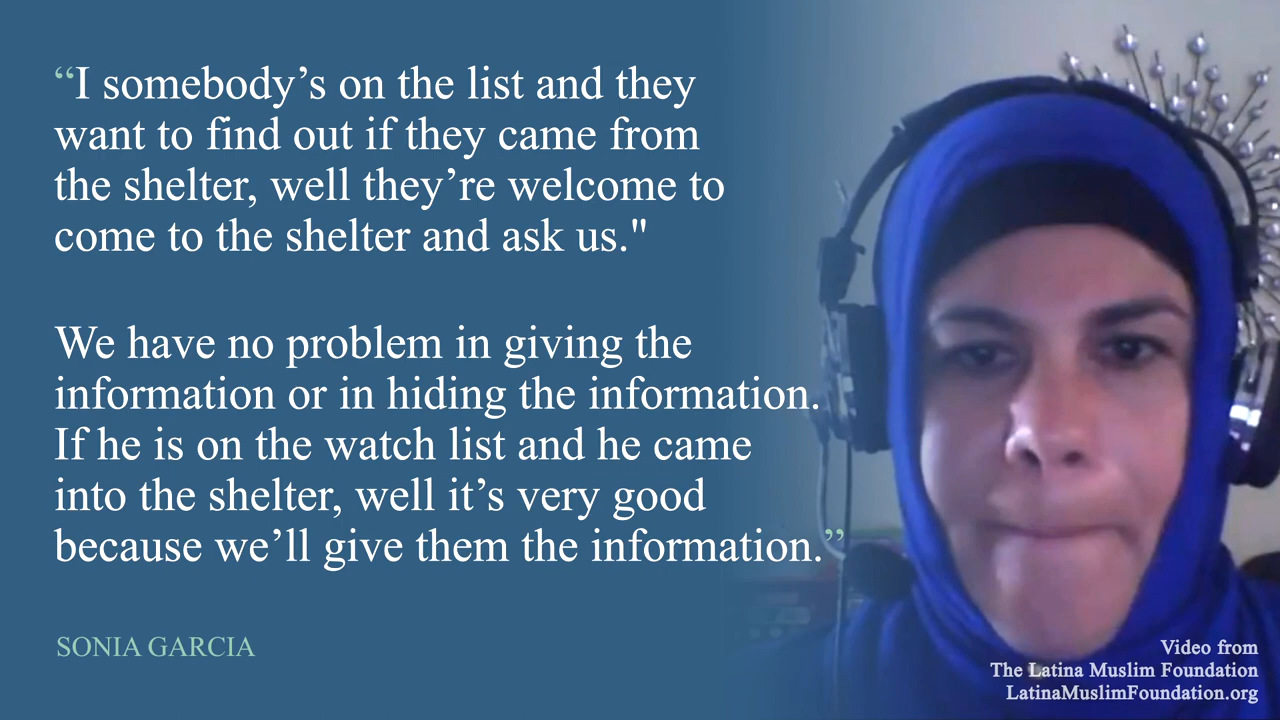 “I somebody’s on the list and they
want to find out if they came from
the shelter, well they’re welcome to
come to the shelter and ask us."
We have no problem in giving the
information or in hiding the information.
If he is on the watch list and he came
into the shelter, well it’s very good
because we’ll give them the information.”
SONIA GARCIA
Video from
The Latina Muslim Foundation
LatinaMuslimFoundation.org